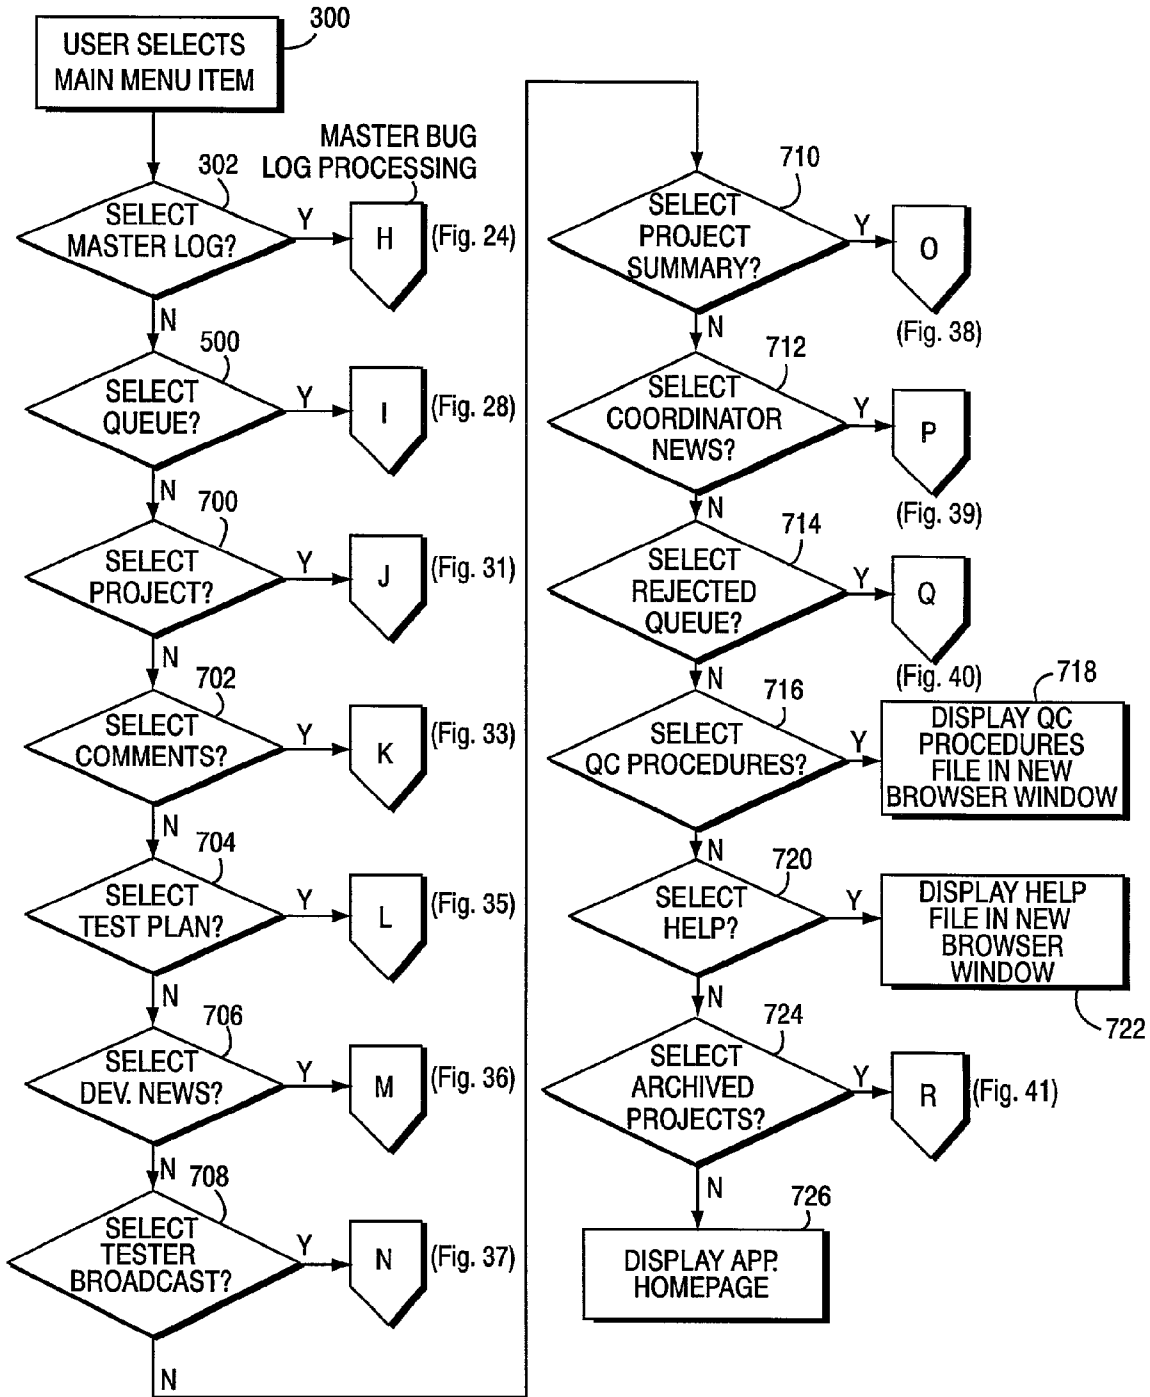 300
USER SELECTS
MAIN MENU ITEM
MASTER BUG
LOG PROCESSING
302
SELECT
MASTER LOG?
Y
H
(Fig. 24)
N
500
SELECT
QUEUE?
Y
I
(Fig. 28)
N
700
SELECT
PROJECT?
Y
J
(Fig. 31)
N
702
SELECT
COMMENTS?
Y
K
(Fig. 33)
N
704
SELECT
TEST PLAN?
Y
L
(Fig. 35)
N
706
SELECT
DEV. NEWS?
Y
M
(Fig. 36)
N
708
SELECT
TESTER
BROADCAST?
Y
N
(Fig. 37)
N
710
SELECT
PROJECT
SUMMARY?
Y
O
(Fig. 38)
N
712
SELECT
COORDINATOR
NEWS?
Y
P
(Fig. 39)
N
714
SELECT
REJECTED
QUEUE?
Y
Q
(Fig. 40)
N
716
SELECT
QC PROCEDURES?
Y
718
DISPLAY QC
PROCEDURES
FILE IN NEW
BROWSER WINDOW
N
720
SELECT
HELP?
Y
DISPLAY HELP
FILE IN NEW
BROWSER
WINDOW
722
N
724
SELECT
ARCHIVED
PROJECTS?
Y
R
(Fig. 41)
N
726
DISPLAY APP.
HOMEPAGE